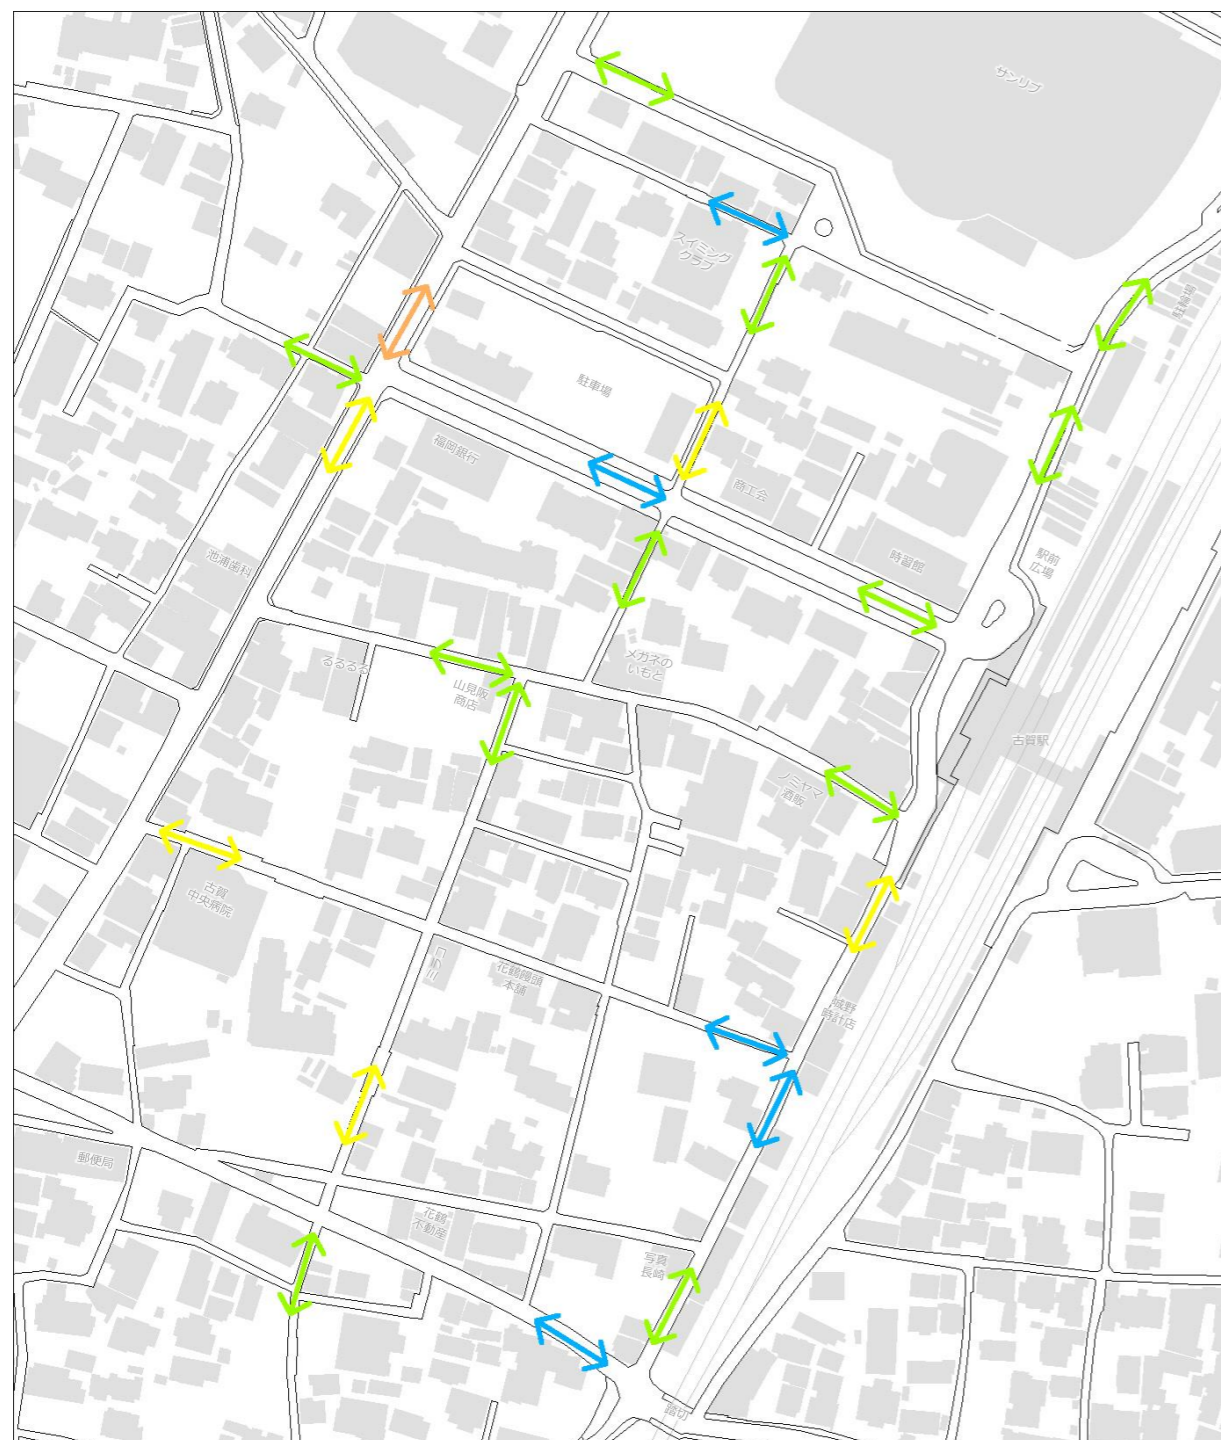 サンリブ
スイミング
クラブ
駐輪場
駐車場
福岡銀行
商工会
時習館
駅前
広場
池浦歯科
るるるる
メガネの
いもと
山見阪
商店
古賀駅
ノミヤマ
酒販
古賀
中央病院
花鶴饅頭
本舗
城野
時計店
郵便局
花鶴
不動産
写真
長崎
踏切